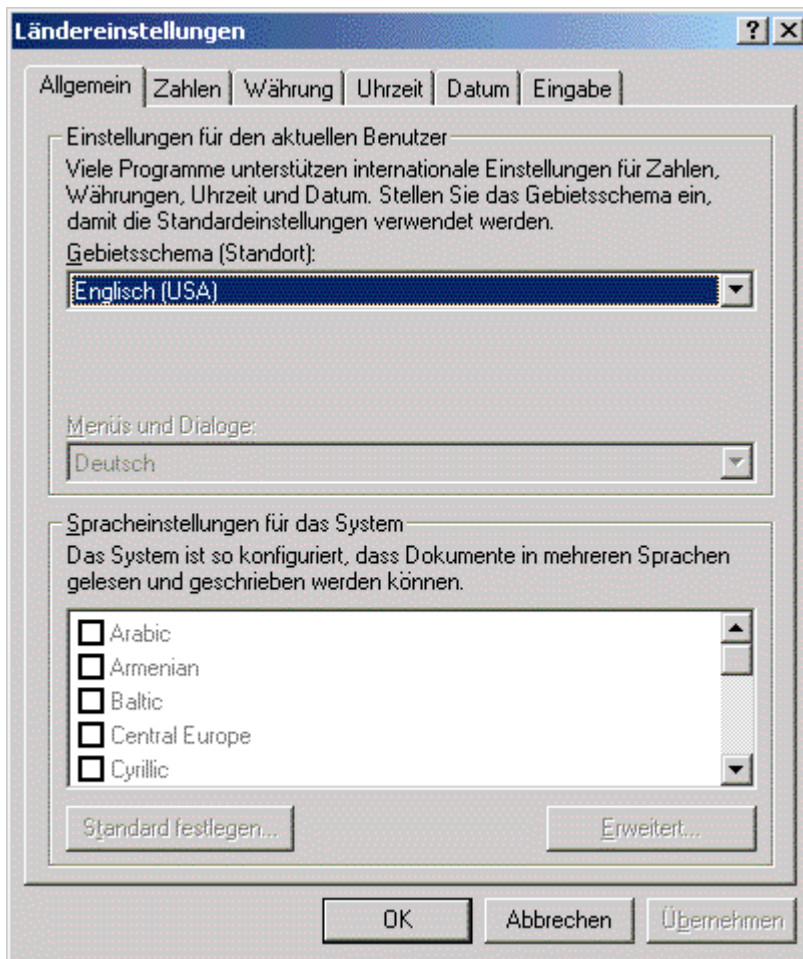 Ländereinstellungen
Allgemein Zahlen Währung Uhrzeit Datum Eingabe
Einstellungen für den aktuellen Benutzer
Viele Programme unterstützen internationale Einstellungen für Zahlen,
Währungen, Uhrzeit und Datum. Stellen Sie das Gebietsschema ein,
damit die Standardeinstellungen verwendet werden.
Gebietsschema (Standort):
Englisch (USA)
Menüs und Dialoge:
Deutsch
Spracheinstellungen für das System
Das System ist so konfiguriert, dass Dokumente in mehreren Sprachen
gelesen und geschrieben werden können.
Arabic
Armenian
Baltic
Central Europe
Cyrillic
Standard festlegen... Erweitert...
OK Abbrechen Übernehmen